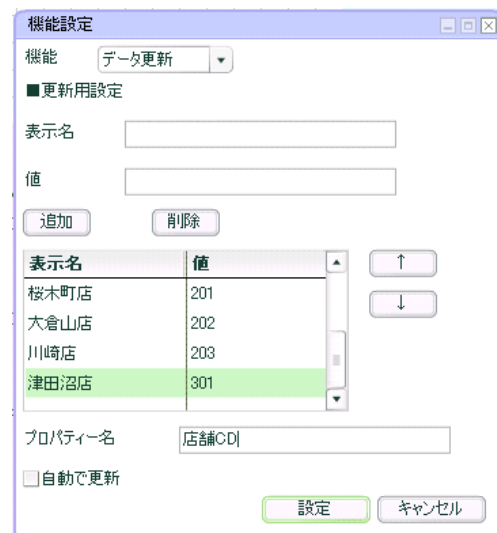 機能設定
機能 データ更新
■更新用設定
表示名
値
追加 削除
表示名 値
桜木町店 201
大倉山店 202
川崎店 203
津田沼店 301
↑
↓
プロパティー名 店舗CD
自動で更新
設定 キャンセル